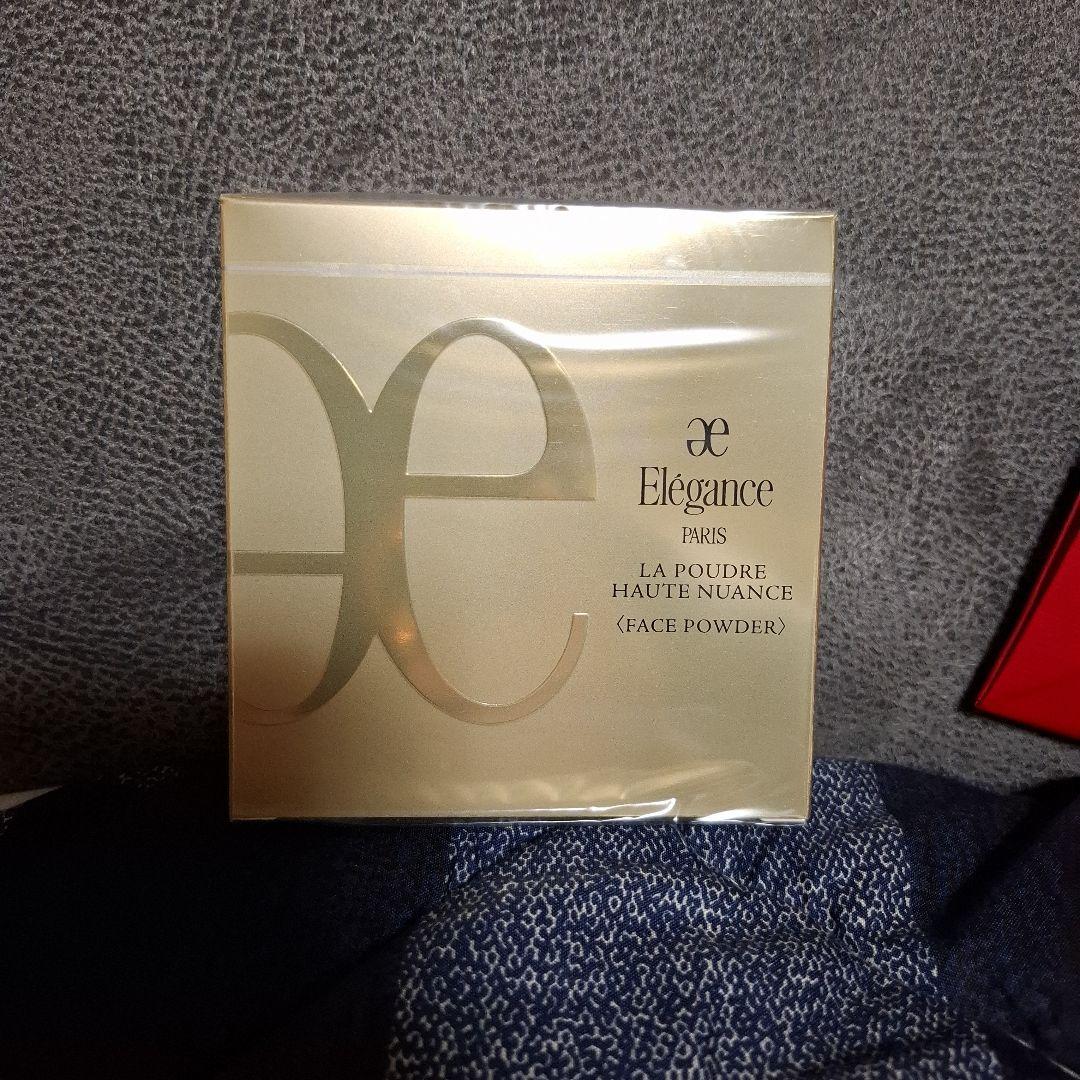 Elégance
PARIS
LA POUDRE
HAUTE NUANCE
〈FACE POWDER〉